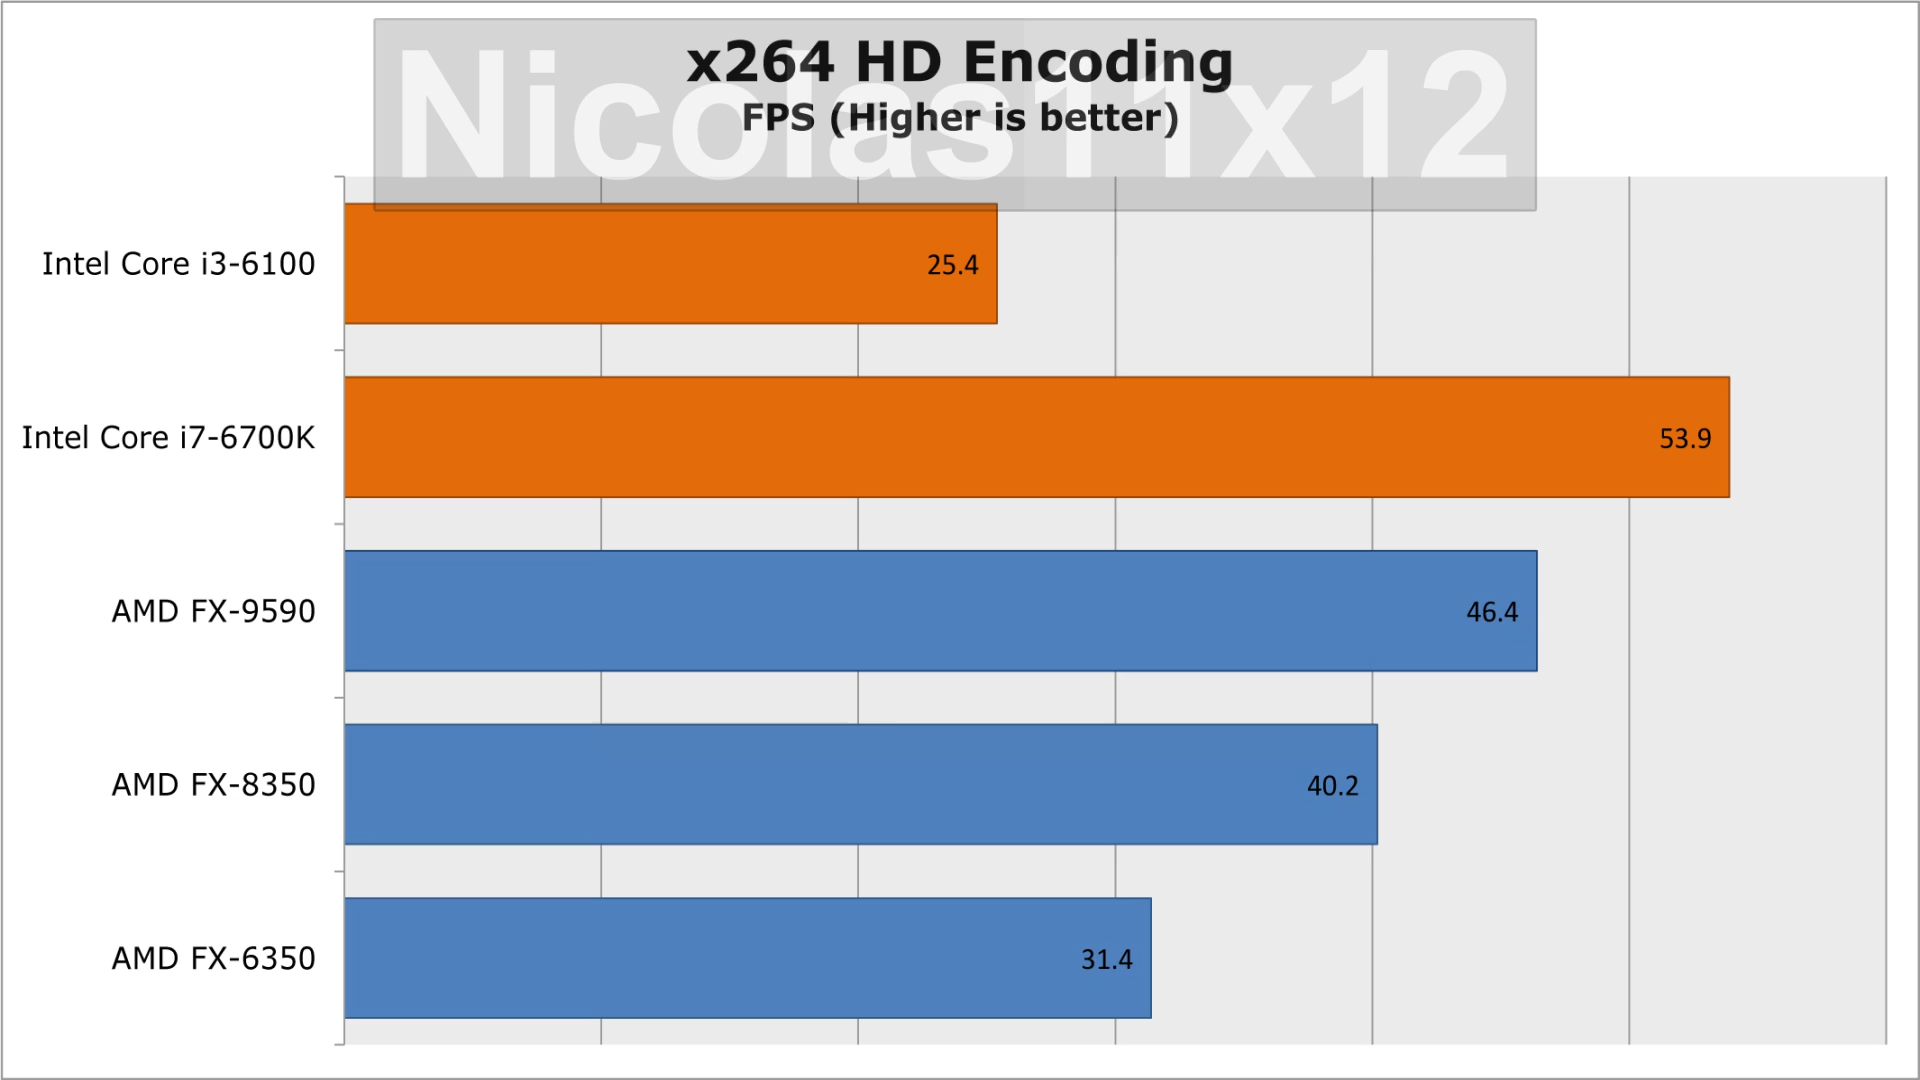 x264 HD Encoding
FPS (Higher is better)
Nicolas11x12
Intel Core i3-6100
25.4
Intel Core i7-6700K
53.9
AMD FX-9590
46.4
AMD FX-8350
40.2
AMD FX-6350
31.4